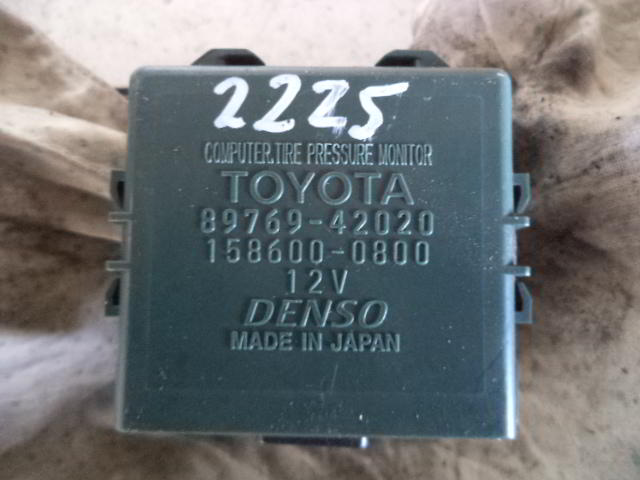 2225
COMPUTER.TIRE PRESSURE MONITOR
TOYOTA
89769-42020
158600-0800
12V
DENSO
MADE IN JAPAN